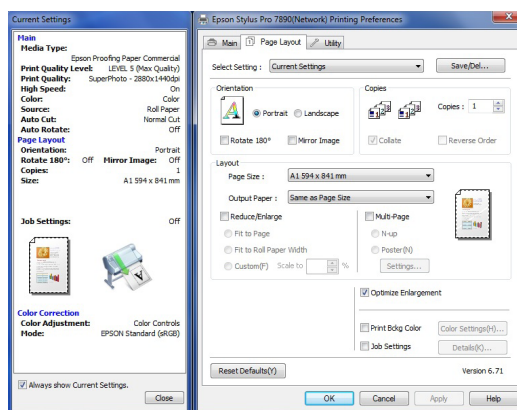 Current Settings
Main
Media Type:
Epson Proofing Paper Commercial
Print Quality Level: LEVEL 5 (Max Quality)
Print Quality: SuperPhoto - 2880x1440dpi
High Speed: On
Color: Color
Source: Roll Paper
Auto Cut: Normal Cut
Auto Rotate: Off
Page Layout
Orientation: Portrait
Rotate 180°: Off Mirror Image: Off
Copies: 1
Size: A1 594 x 841 mm
Job Settings: Off
Color Correction
Color Adjustment: Color Controls
Mode: EPSON Standard (sRGB)
Always show Current Settings.
Close
Epson Stylus Pro 7890(Network) Printing Preferences
Main Page Layout Utility
Select Setting : Current Settings Save/Del...
Orientation
Portrait Landscape
Rotate 180° Mirror Image
Copies
Copies : 1
Collate Reverse Order
Layout
Page Size : A1 594 x 841 mm
Output Paper : Same as Page Size
Reduce/Enlarge Multi-Page
Fit to Page N-up
Fit to Roll Paper Width Poster(N)
Custom(F) Scale to % Settings...
Optimize Enlargement
Print Bckg Color Color Settings(H)...
Job Settings Details(K)...
Reset Defaults(Y) Version 6.71
OK Cancel Apply Help